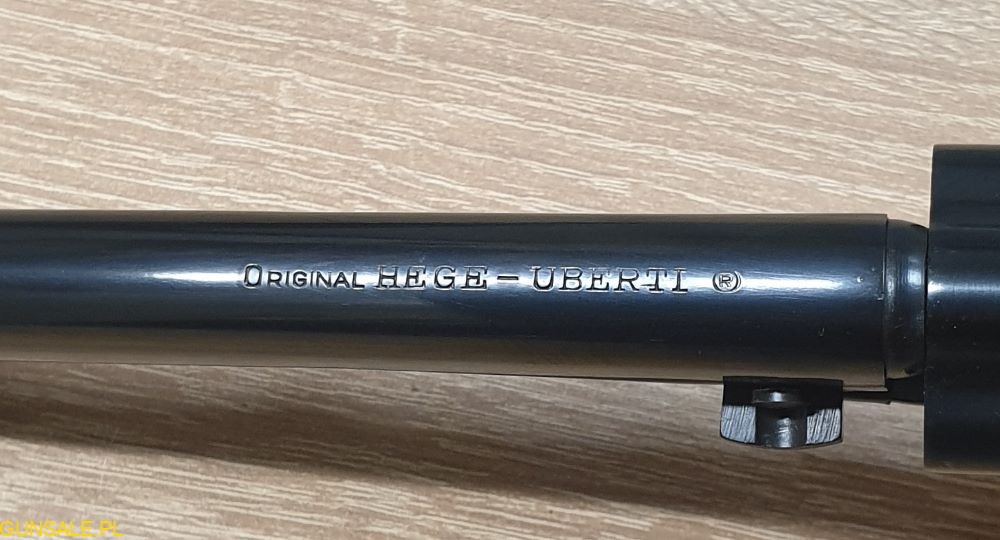 ORIGINAL HEGE – UBERTI ®
GUNSALE.PL